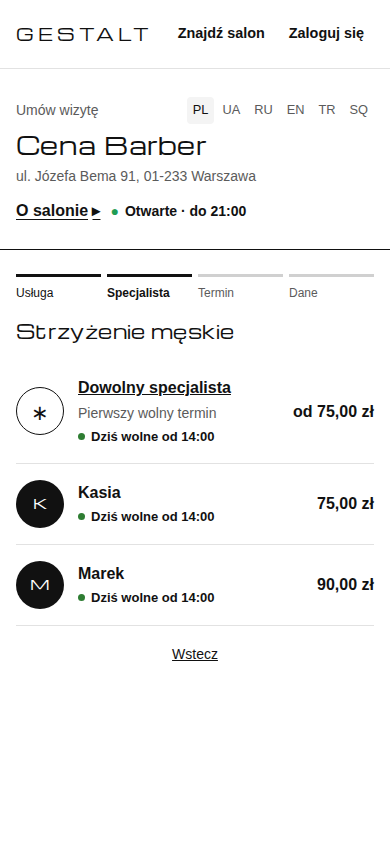 GESTALT Znajdź salon Zaloguj się
Umów wizytę PL UA RU EN TR SQ
Cena Barber
ul. Józefa Bema 91, 01-233 Warszawa
O salonie ▸ ● Otwarte · do 21:00
Usługa Specjalista Termin Dane
Strzyżenie męskie
Dowolny specjalista
Pierwszy wolny termin
od 75,00 zł
Dziś wolne od 14:00
K Kasia
75,00 zł
Dziś wolne od 14:00
M Marek
90,00 zł
Dziś wolne od 14:00
Wstecz